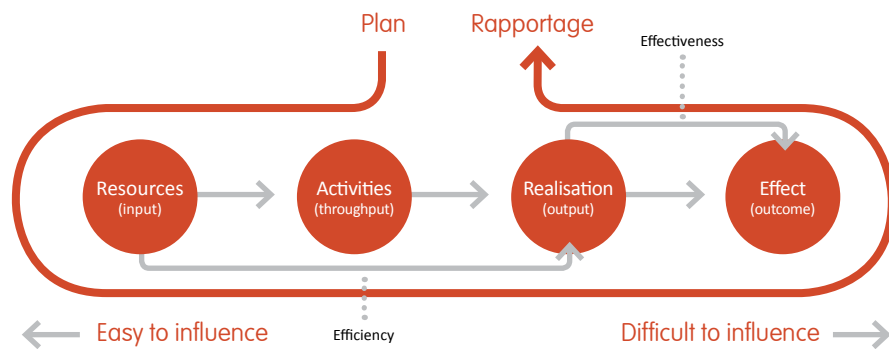 Plan
Rapportage
Effectiveness
Resources
(input)
Activities
(throughput)
Realisation
(output)
Effect
(outcome)
Easy to influence
Efficiency
Difficult to influence